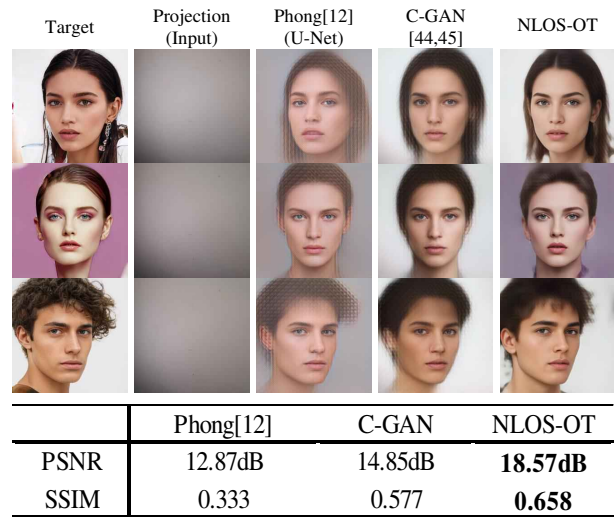 Target Projection (Input) Phong[12] (U-Net) C-GAN [44,45] NLOS-OT
Phong[12] C-GAN NLOS-OT
PSNR 12.87dB 14.85dB 18.57dB
SSIM 0.333 0.577 0.658